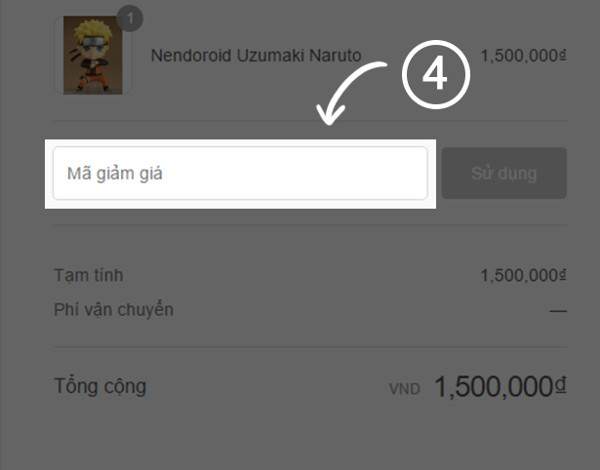 1
Nendoroid Uzumaki Naruto 1,500,000₫
4
Mã giảm giá Sử dụng
Tạm tính 1,500,000₫
Phí vận chuyển —
Tổng cộng VND 1,500,000₫